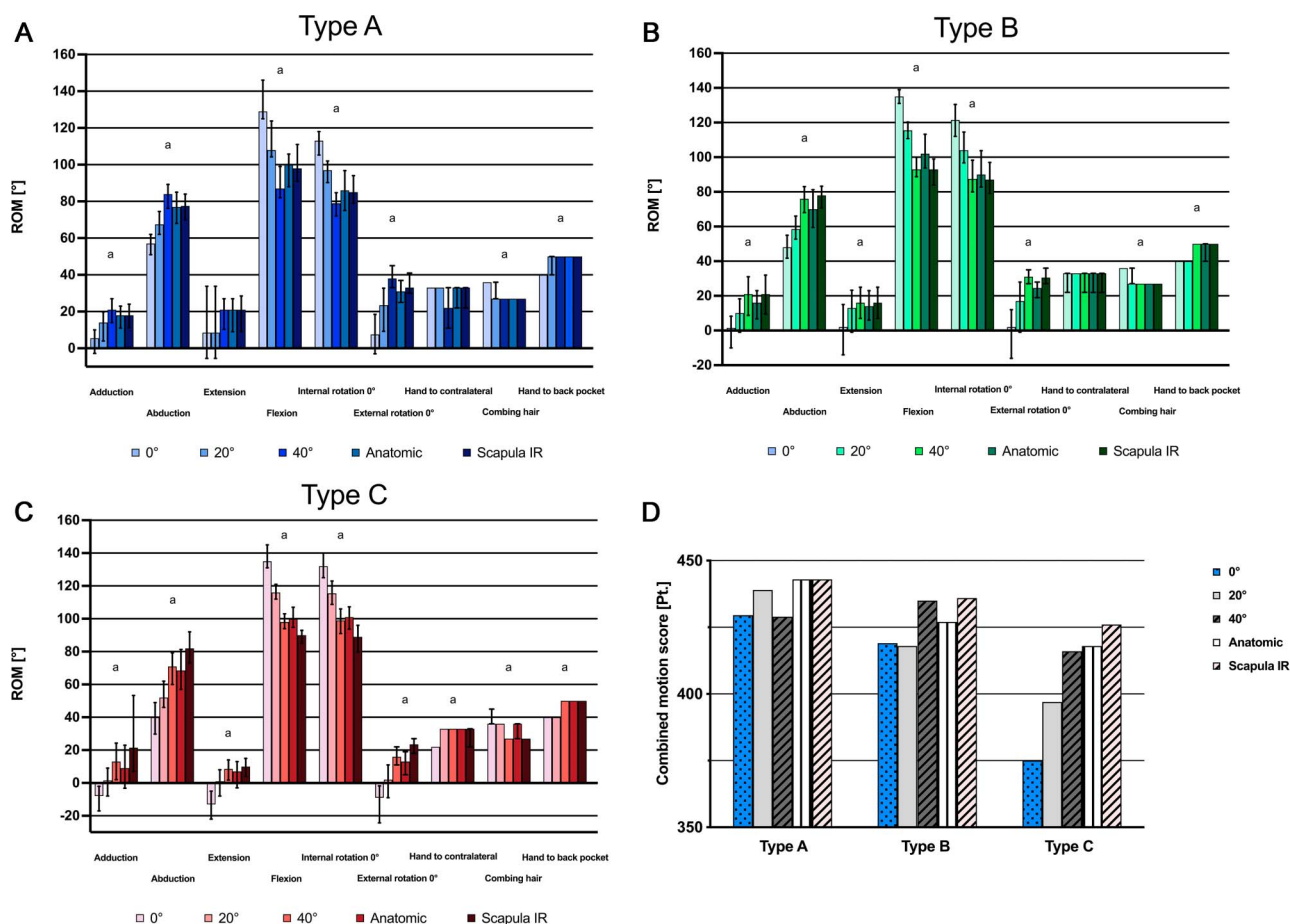 A
Type A
ROM [°]
160
140
120
100
80
60
40
20
0
a
a
a
a
a
a
a
Adduction
Abduction
Extension
Flexion
Internal rotation 0°
External rotation 0°
Hand to contralateral
Combing hair
Hand to back pocket
0°
20°
40°
Anatomic
Scapula IR
B
Type B
ROM [°]
160
140
120
100
80
60
40
20
0
-20
a
a
a
a
a
a
a
a
Adduction
Abduction
Extension
Flexion
Internal rotation 0°
External rotation 0°
Hand to contralateral
Combing hair
Hand to back pocket
0°
20°
40°
Anatomic
Scapula IR
C
Type C
ROM [°]
160
140
120
100
80
60
40
20
0
-20
a
a
a
a
a
a
a
a
a
Adduction
Abduction
Extension
Flexion
Internal rotation 0°
External rotation 0°
Hand to contralateral
Combing hair
Hand to back pocket
0°
20°
40°
Anatomic
Scapula IR
D
Combined motion score [Pt.]
450
400
350
Type A
Type B
Type C
0°
20°
40°
Anatomic
Scapula IR